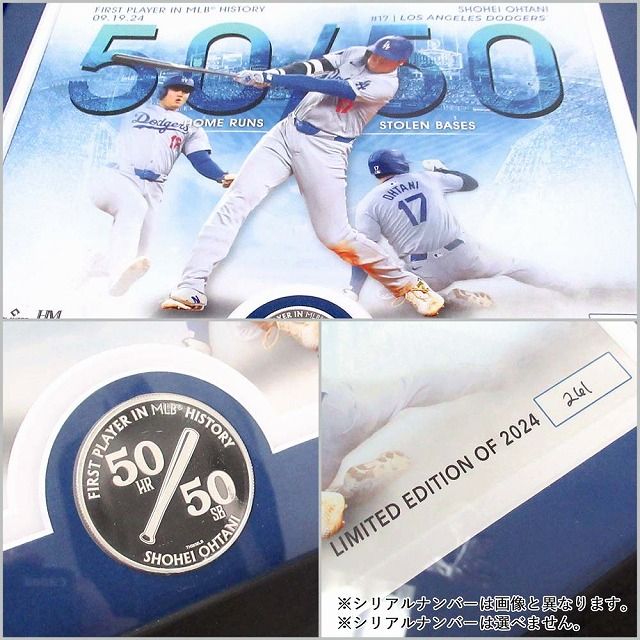 FIRST PLAYER IN MLB® HISTORY
09.19.24
SHOHEI OHTANI
#17 | LOS ANGELES DODGERS
50/50
HOME RUNS
STOLEN BASES
Dodgers
OHTANI
17
HM
FIRST PLAYER IN MLB® HISTORY
50
HR
50
SB
SHOHEI OHTANI
LIMITED EDITION OF 2024
261
※シリアルナンバーは画像と異なります。
※シリアルナンバーは選べません。